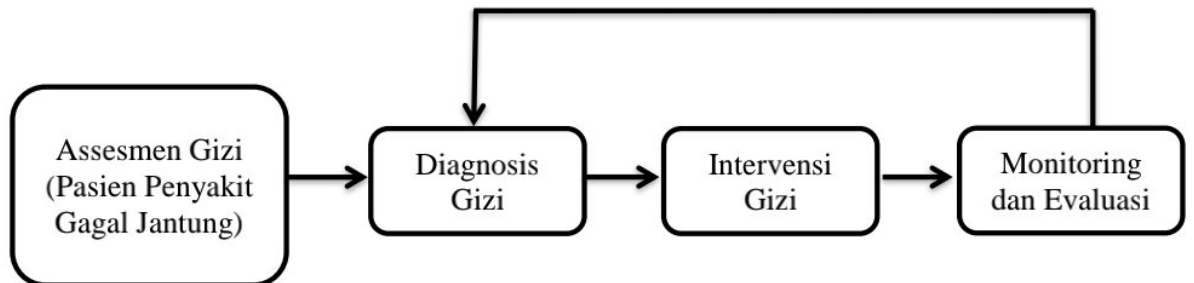 Assesmen Gizi
(Pasien Penyakit
Gagal Jantung)
Diagnosis
Gizi
Intervensi
Gizi
Monitoring
dan Evaluasi